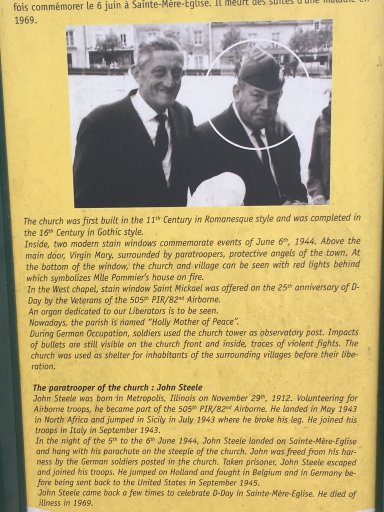 fois commémorer le 6 juin à Sainte-Mère-Eglise. Il meurt des suites d'une maladie en
1969.
The church was first built in the 11th Century in Romanesque style and was completed in
the 16th Century in Gothic style.
Inside, two modern stain windows commemorate events of June 6th, 1944. Above the
main door, Virgin Mary, surrounded by paratroopers, protective angels of the town. At
the bottom of the window, the church and village can be seen with red lights behind
which symbolizes Mlle Pommier's house on fire.
In the West chapel, stain window Saint Mickael was offered on the 25th anniversary of D-
Day by the Veterans of the 505th PIR/82nd Airborne.
An organ dedicated to our Liberators is to be seen.
Nowadays, the parish is named "Holly Mother of Peace".
During German Occupation, soldiers used the church tower as observatory post. Impacts
of bullets are still visible on the church front and inside, traces of violent fights. The
church was used as shelter for inhabitants of the surrounding villages before their libe-
ration.
The paratrooper of the church : John Steele
John Steele was born in Metropolis, Illinois on November 29th, 1912. Volunteering for
Airborne troops, he became part of the 505th PIR/82nd Airborne. He landed in May 1943
in North Africa and jumped in Sicily in July 1943 where he broke his leg. He joined his
troops in Italy in September 1943.
In the night of the 5th to the 6th June 1944, John Steele landed on Sainte-Mère-Eglise
and hang with his parachute on the steeple of the church. John was freed from his har-
ness by the German soldiers posted in the church. Taken prisoner, John Steele escaped
and joined his troops. He jumped on Holland and fought in Belgium and in Germany be-
fore being sent back to the United States in September 1945.
John Steele came back a few times to celebrate D-Day in Sainte-Mère-Eglise. He died of
illness in 1969.